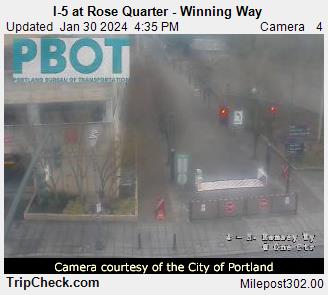 I-5 at Rose Quarter - Winning Way
Updated Jan 30 2024 4:35 PM Camera 4
PBOT
PORTLAND BUREAU OF TRANSPORTATION
Camera courtesy of the City of Portland
TripCheck.com Milepost302.00